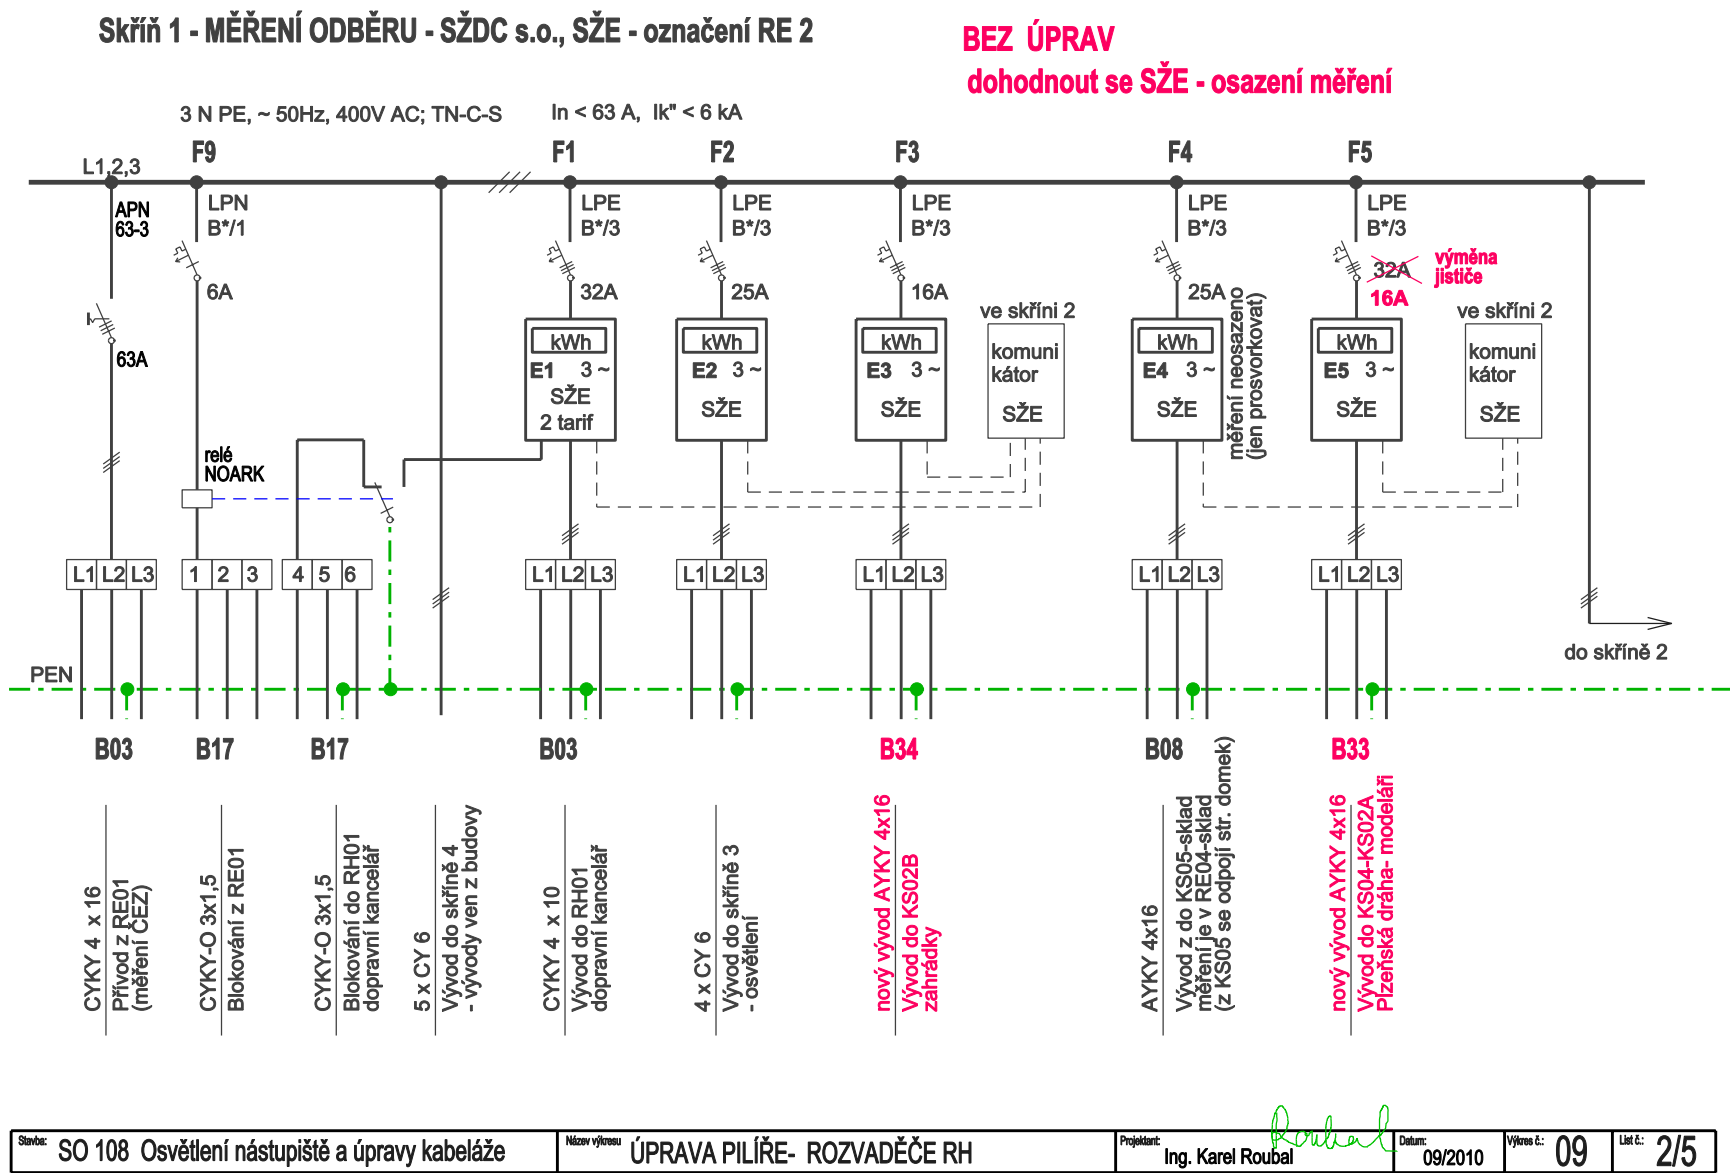 Skříň 1 - MĚŘENÍ ODBĚRU - SŽDC s.o., SŽE - označení RE 2
BEZ ÚPRAV
dohodnout se SŽE - osazení měření
3 N PE, ~ 50Hz, 400V AC; TN-C-S
In < 63 A, Ik" < 6 kA
L1,2,3
F9
F1
F2
F3
F4
F5
APN
63-3
LPN
B*/1
LPE
B*/3
LPE
B*/3
LPE
B*/3
LPE
B*/3
LPE
B*/3
63A
6A
32A
25A
16A
25A
32A
16A
výměna
jističe
kWh
E1 3 ~
SŽE
2 tarif
kWh
E2 3 ~
SŽE
kWh
E3 3 ~
SŽE
ve skříni 2
komuni
kátor
SŽE
kWh
E4 3 ~
SŽE
měření neosazeno
(jen prosvorkovat)
kWh
E5 3 ~
SŽE
ve skříni 2
komuni
kátor
SŽE
relé
NOARK
L1 L2 L3
1 2 3
4 5 6
L1 L2 L3
L1 L2 L3
L1 L2 L3
L1 L2 L3
L1 L2 L3
do skříně 2
PEN
B03
B17
B17
B03
B34
B08
B33
CYKY 4 x 16
Přívod z RE01
(měření ČEZ)
CYKY-O 3x1,5
Blokování z RE01
CYKY-O 3x1,5
Blokování do RH01
dopravní kancelář
5 x CY 6
Vývod do skříně 4
- vývody ven z budovy
CYKY 4 x 10
Vývod do RH01
dopravní kancelář
4 x CY 6
Vývod do skříně 3
- osvětlení
nový vývod AYKY 4x16
Vývod do KS02B
zahrádky
AYKY 4x16
Vývod z do KS05-sklad
měření je v RE04-sklad
(z KS05 se odpojí str. domek)
nový vývod AYKY 4x16
Vývod do KS04-KS02A
Plzeňská dráha- modeláři
Stavba: SO 108 Osvětlení nástupiště a úpravy kabeláže
Název výkresu ÚPRAVA PILÍŘE- ROZVADĚČE RH
Projektant: Ing. Karel Roubal
Roubal
Datum: 09/2010
Výkres č.: 09
List č.: 2/5